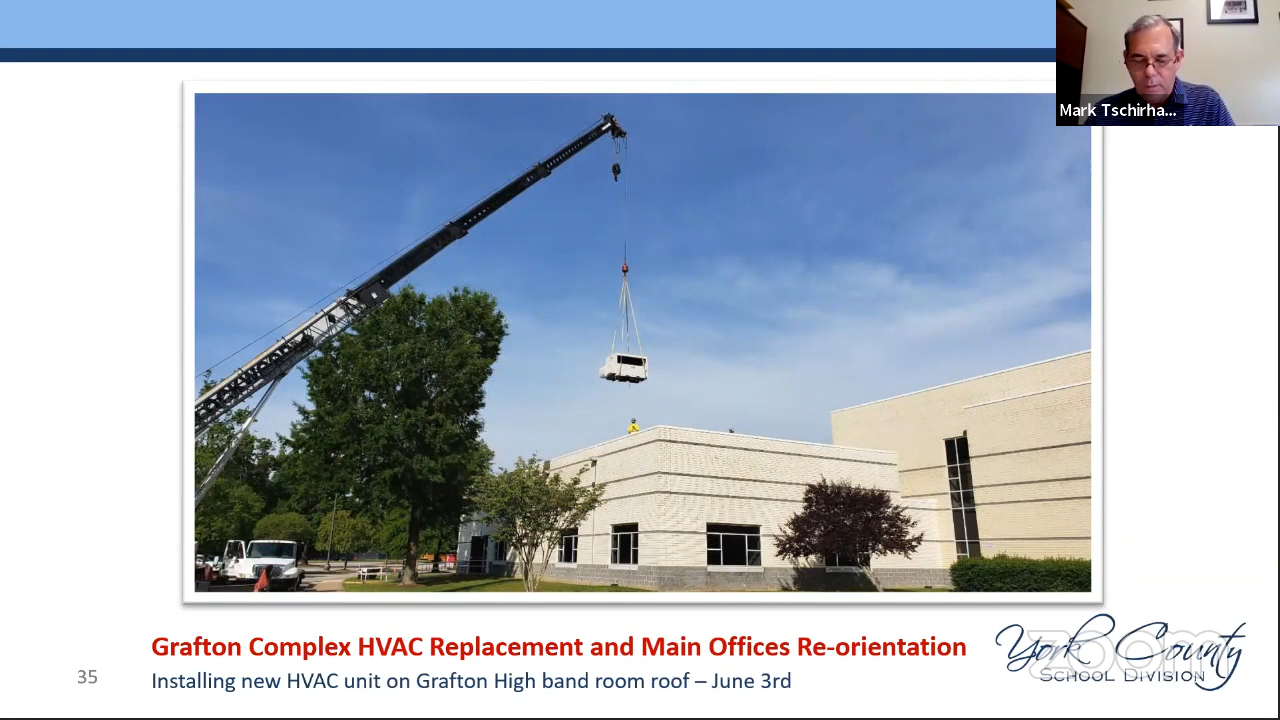 Mark Tschirha...
Grafton Complex HVAC Replacement and Main Offices Re-orientation
Installing new HVAC unit on Grafton High band room roof – June 3rd
35
York County
SCHOOL DIVISION
zoom